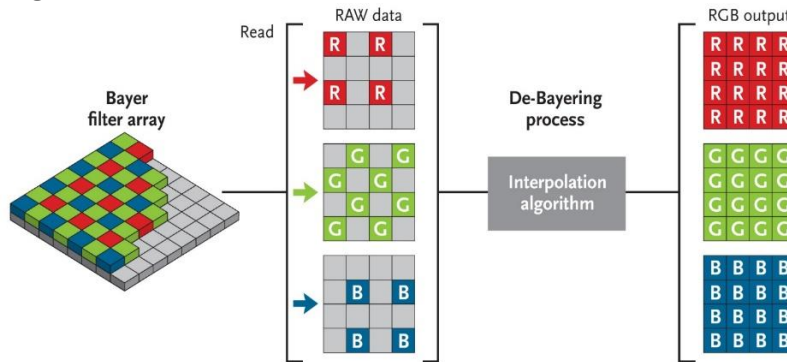 Read
RAW data
RGB output
Bayer
filter array
De-Bayering
process
Interpolation
algorithm
R R
R R
G G
G G
G G
G G
B B
B B
R R R R
R R R R
R R R R
R R R R
G G G G
G G G G
G G G G
G G G G
B B B B
B B B B
B B B B
B B B B